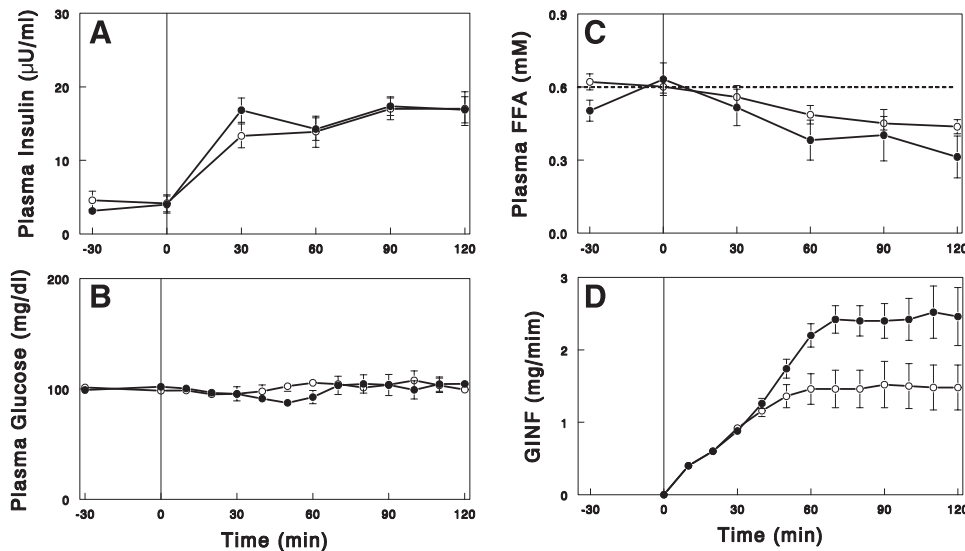 A
Plasma Insulin (µU/ml)
30
20
10
0
-30 0 30 60 90 120
C
Plasma FFA (mM)
0.9
0.6
0.3
0.0
-30 0 30 60 90 120
B
Plasma Glucose (mg/dl)
200
100
0
-30 0 30 60 90 120
Time (min)
D
GINF (mg/mim)
3
2
1
0
-30 0 30 60 90 120
Time (min)